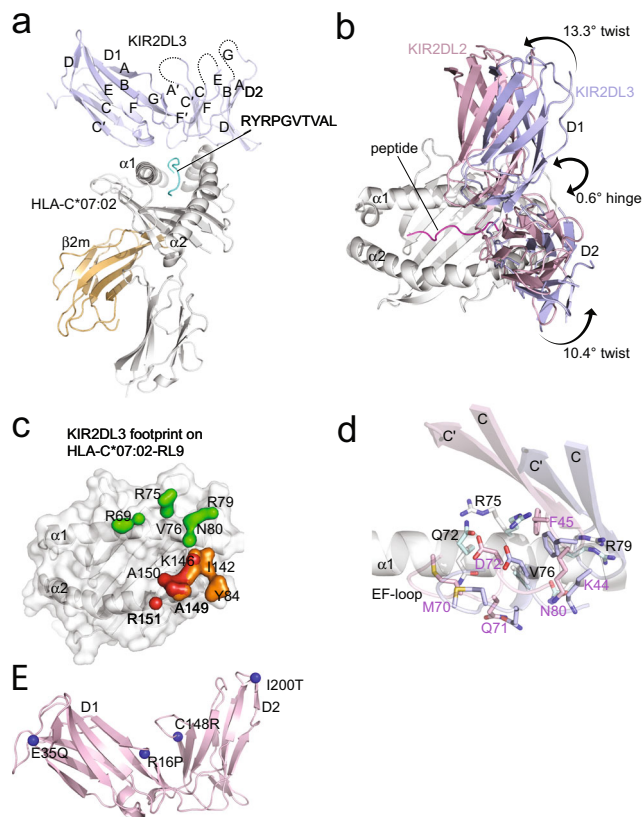 a
KIR2DL3
D D1 A B E C F C' G A' F' C' C F E B A G D2 D
RYRPGVTVAL
α1
HLA-C*07:02
α2
β2m
b
13.3° twist
KIR2DL2
KIR2DL3
D1
peptide
0.6° hinge
α1
α2
D2
10.4° twist
c
KIR2DL3 footprint on
HLA-C*07:02-RL9
R75
R79
R69
V76 N80
α1
K146
I142
α2
A150
Y84
A149
R151
d
C
C' C
C'
R75
F45
Q72
R79
α1
D72
V76
K44
EF-loop
M70
N80
Q71
E
I200T
D1
D2
C148R
E35Q
R16P